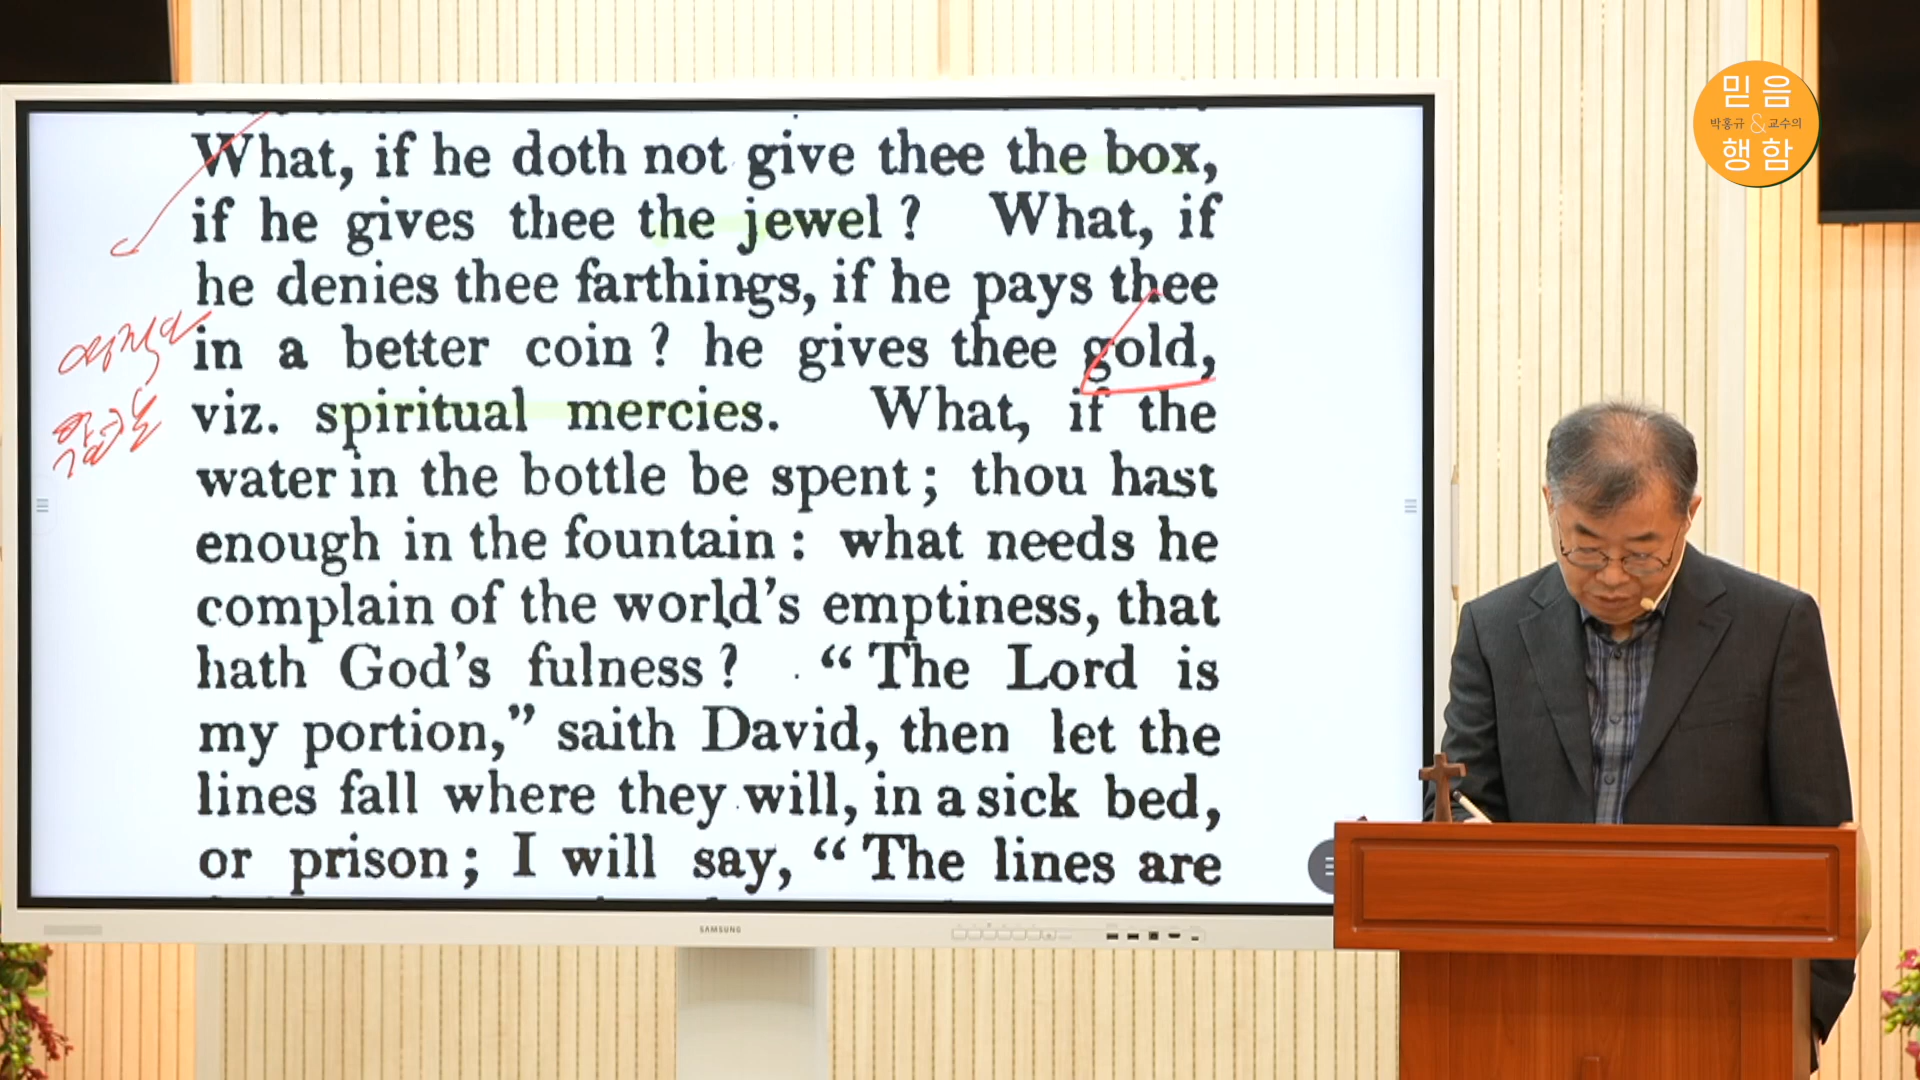 What, if he doth not give thee the box,
if he gives thee the jewel ? What, if
he denies thee farthings, if he pays thee
in a better coin ? he gives thee gold,
viz. spiritual mercies. What, if the
water in the bottle be spent ; thou hast
enough in the fountain : what needs he
complain of the world's emptiness, that
hath God's fulness ? “ The Lord is
my portion,” saith David, then let the
lines fall where they will, in a sick bed,
or prison ; I will say, “ The lines are
SAMSUNG
믿음
박홍규 & 교수의
행함